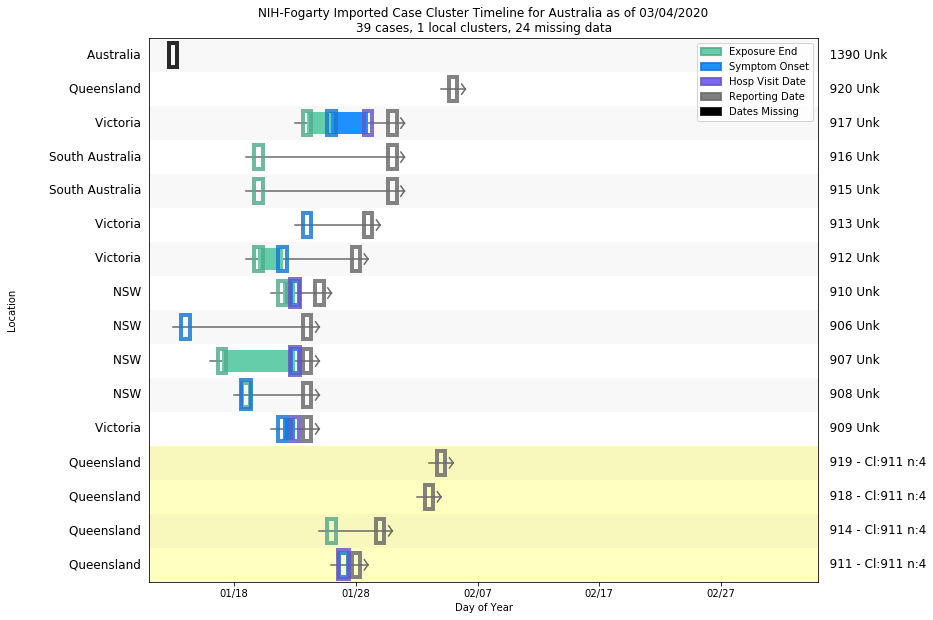 NIH-Fogarty Imported Case Cluster Timeline for Australia as of 03/04/2020
39 cases, 1 local clusters, 24 missing data
Exposure End
Symptom Onset
Hosp Visit Date
Reporting Date
Dates Missing
Location
Australia 1390 Unk
Queensland 920 Unk
Victoria 917 Unk
South Australia 916 Unk
South Australia 915 Unk
Victoria 913 Unk
Victoria 912 Unk
NSW 910 Unk
NSW 906 Unk
NSW 907 Unk
NSW 908 Unk
Victoria 909 Unk
Queensland 919 - Cl:911 n:4
Queensland 918 - Cl:911 n:4
Queensland 914 - Cl:911 n:4
Queensland 911 - Cl:911 n:4
01/18 01/28 02/07 02/17 02/27
Day of Year